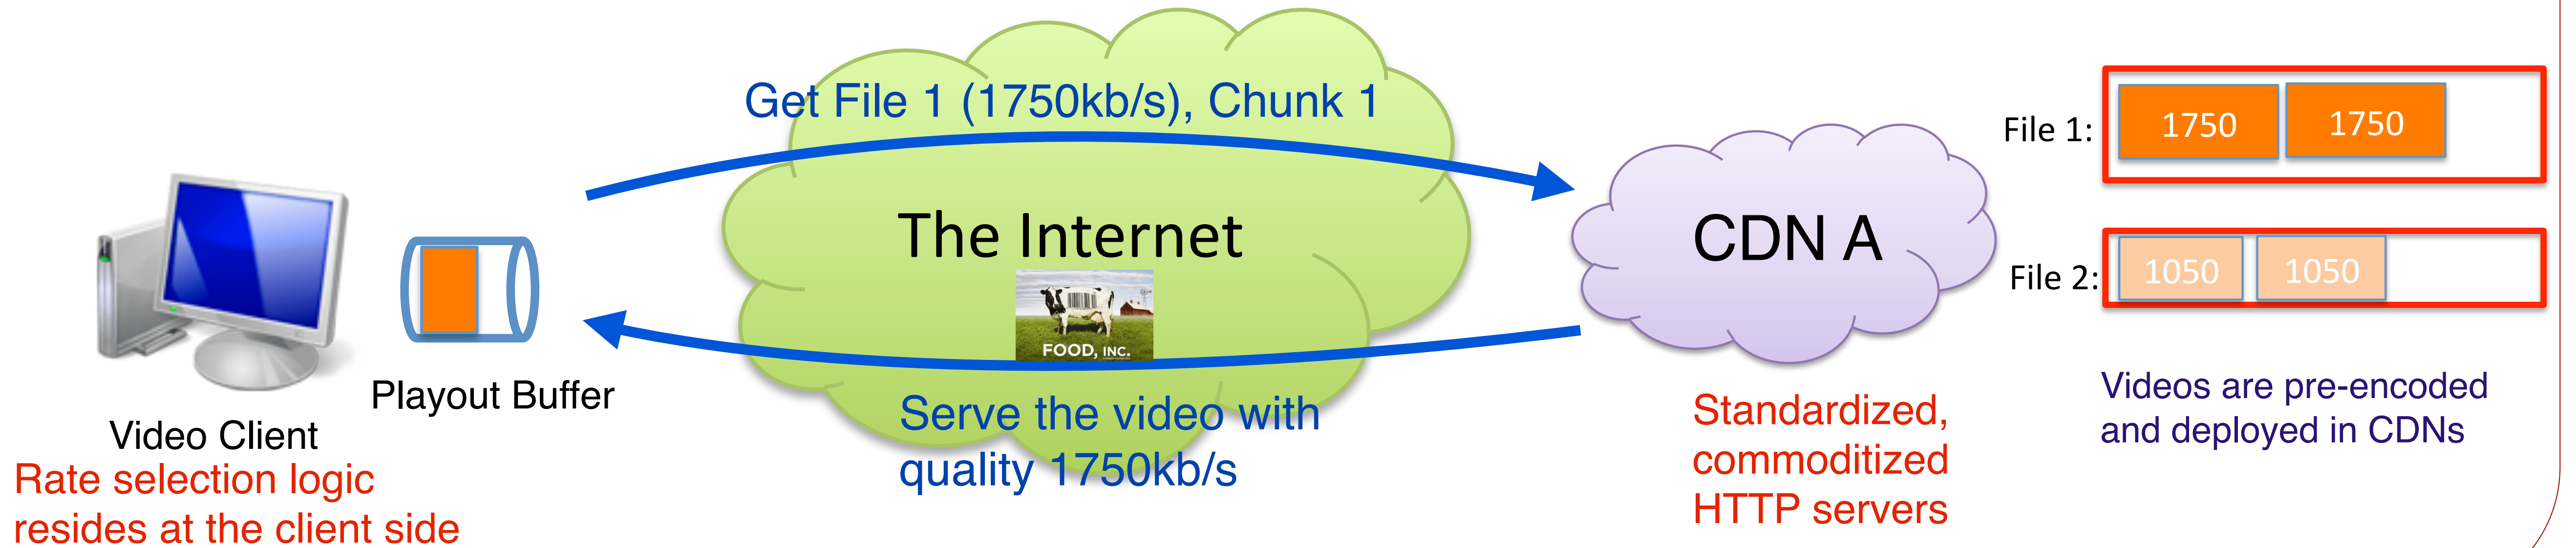 Get File 1 (1750kb/s), Chunk 1
The Internet
FOOD, INC.
Serve the video with
quality 1750kb/s
Playout Buffer
Video Client
Rate selection logic
resides at the client side
CDN A
Standardized,
commoditized
HTTP servers
File 1: 1750 1750
File 2: 1050 1050
Videos are pre-encoded
and deployed in CDNs